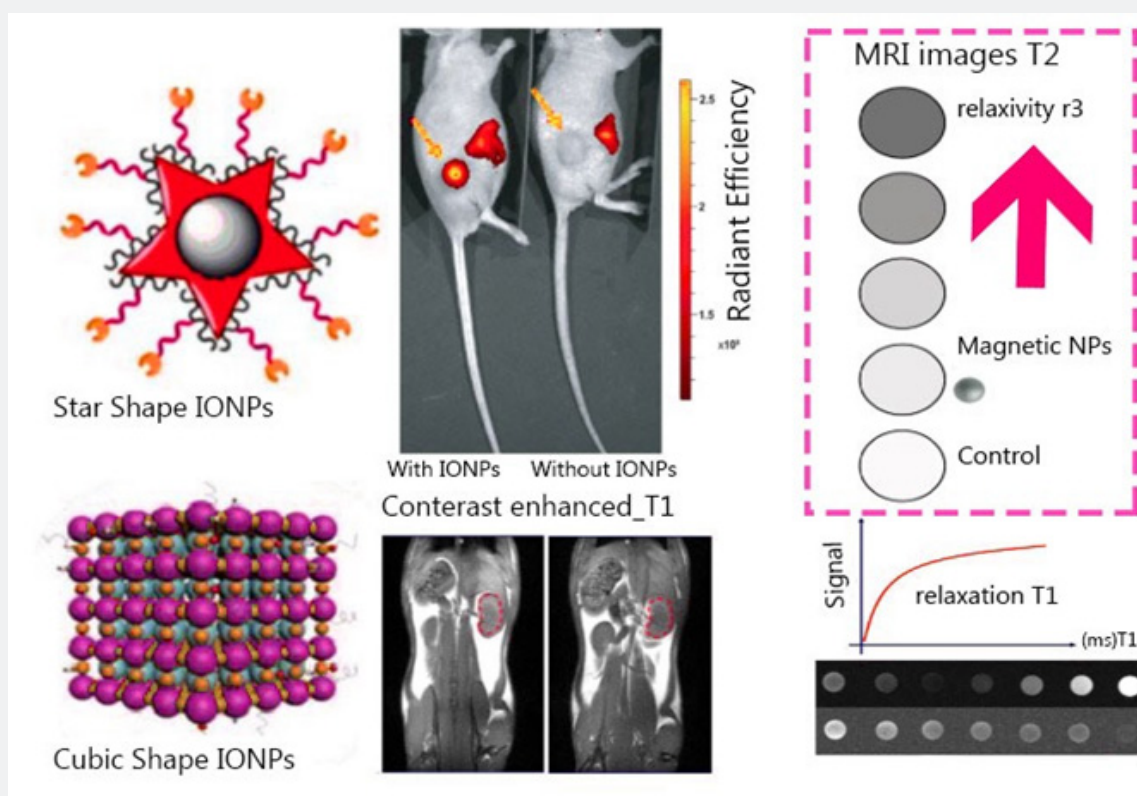 Star Shape IONPs
Cubic Shape IONPs
With IONPs
Without IONPs
Conterast enhanced_T1
Radiant Efficiency
2.5
2
1.5
MRI images T2
relaxivity r3
Magnetic NPs
Control
Signal
relaxation T1
(ms)T1